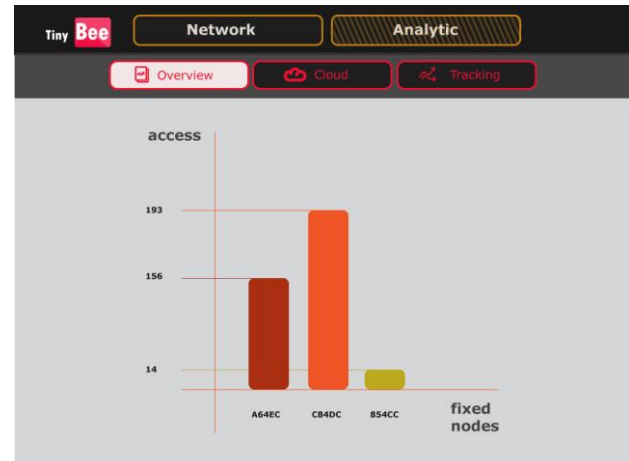 Tiny Bee
Network
Analytic
Overview
Cloud
Tracking
access
193
156
14
A64EC
C84DC
854CC
fixed
nodes